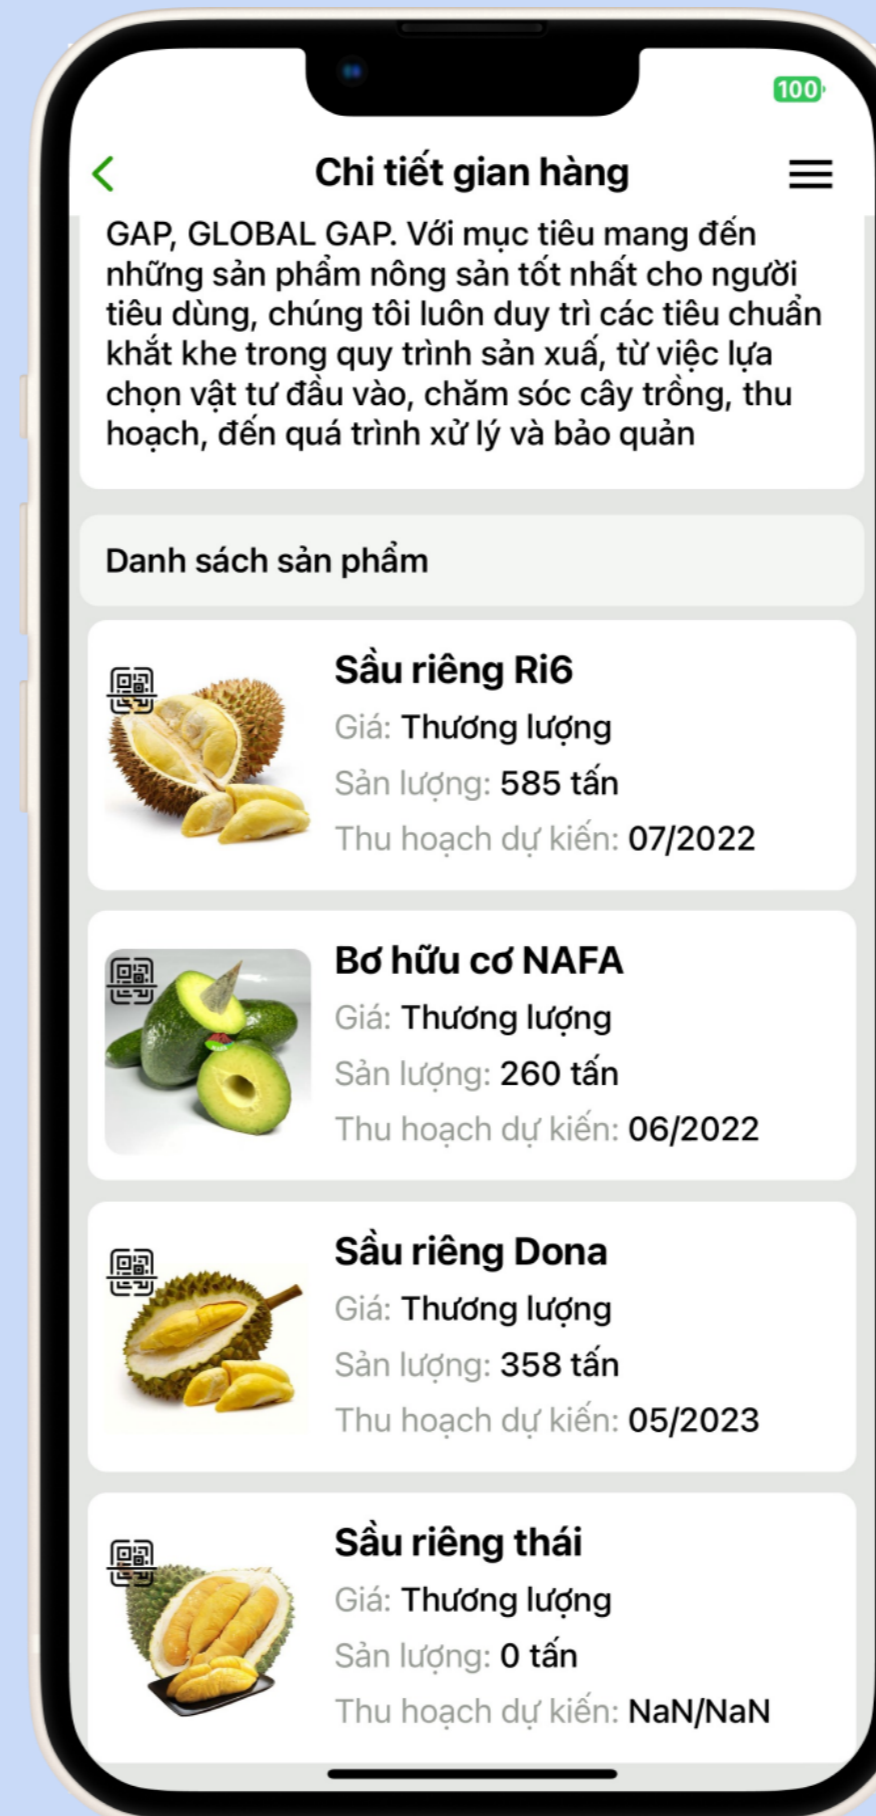 100
Chi tiết gian hàng
GAP, GLOBAL GAP. Với mục tiêu mang đến
những sản phẩm nông sản tốt nhất cho người
tiêu dùng, chúng tôi luôn duy trì các tiêu chuẩn
khắt khe trong quy trình sản xuấ, từ việc lựa
chọn vật tư đầu vào, chăm sóc cây trồng, thu
hoạch, đến quá trình xử lý và bảo quản
Danh sách sản phẩm
Sầu riêng Ri6
Giá: Thương lượng
Sản lượng: 585 tấn
Thu hoạch dự kiến: 07/2022
Bơ hữu cơ NAFA
Giá: Thương lượng
Sản lượng: 260 tấn
Thu hoạch dự kiến: 06/2022
Sầu riêng Dona
Giá: Thương lượng
Sản lượng: 358 tấn
Thu hoạch dự kiến: 05/2023
Sầu riêng thái
Giá: Thương lượng
Sản lượng: 0 tấn
Thu hoạch dự kiến: NaN/NaN